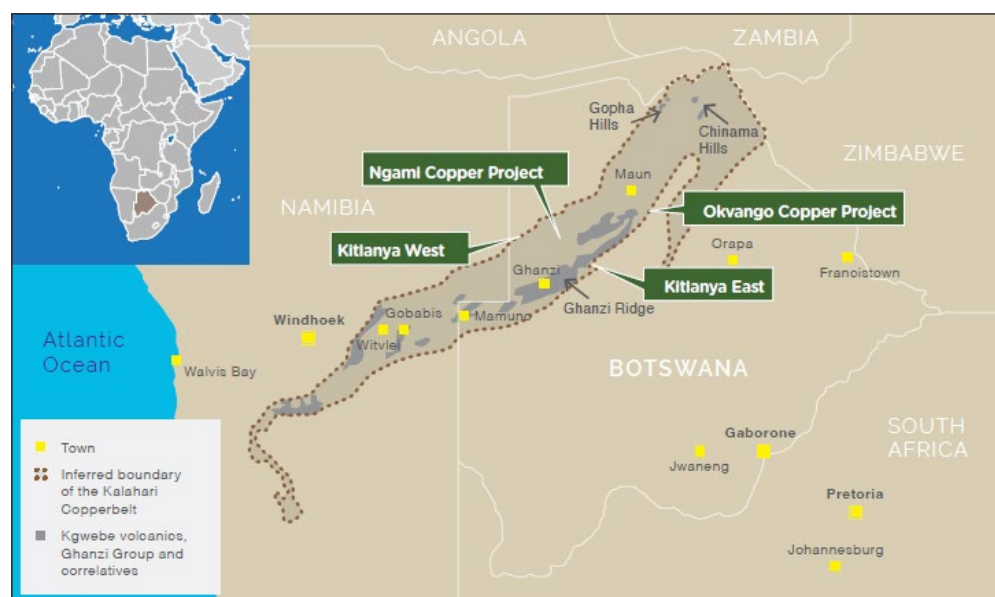 ANGOLA
ZAMBIA
Gopha
Hills
Chinama
Hills
ZIMBABWE
Ngami Copper Project
Maun
NAMIBIA
Okvango Copper Project
Kitlanya West
Orapa
Ghanzi
Kitlanya East
Francistown
Ghanzi Ridge
Windhoek
Gobabis
Mamuno
Witvlei
Atlantic
Ocean
Walvis Bay
BOTSWANA
SOUTH
AFRICA
Gaborone
Jwaneng
Pretoria
Johannesburg
Town
Inferred boundary
of the Kalahari
Copperbelt
Kgwebe volcanics,
Ghanzi Group and
correlatives